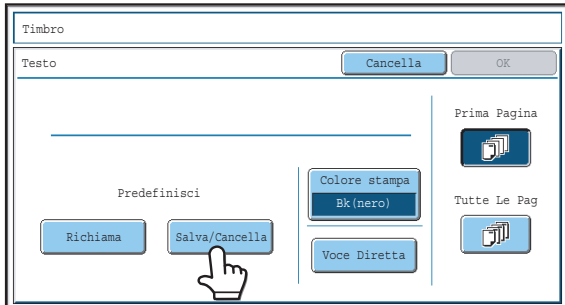 Timbro
Testo
Cancella
OK
Prima Pagina
Predefinisci
Richiama
Salva/Cancella
Colore stampa
Bk(nero)
Voce Diretta
Tutte Le Pag